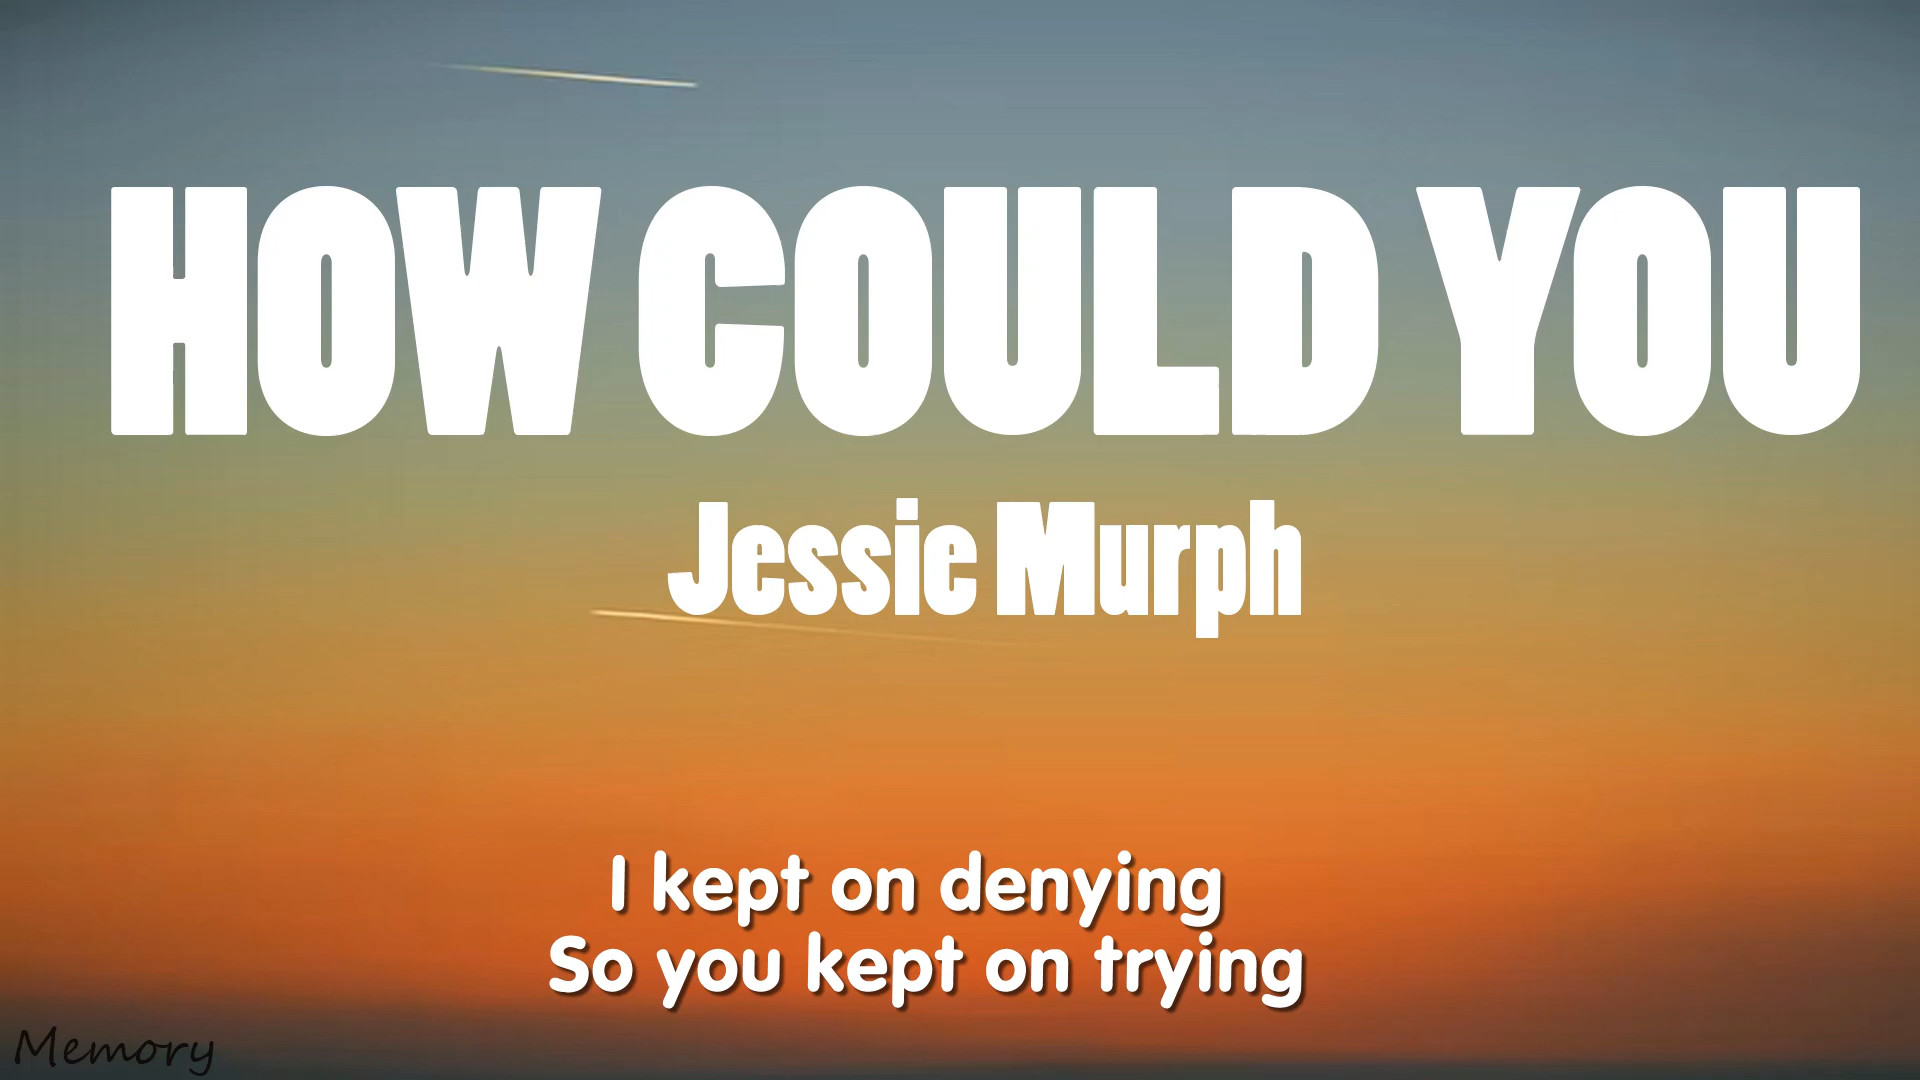 HOW COULD YOU
Jessie Murph
I kept on denying
So you kept on trying
Memory